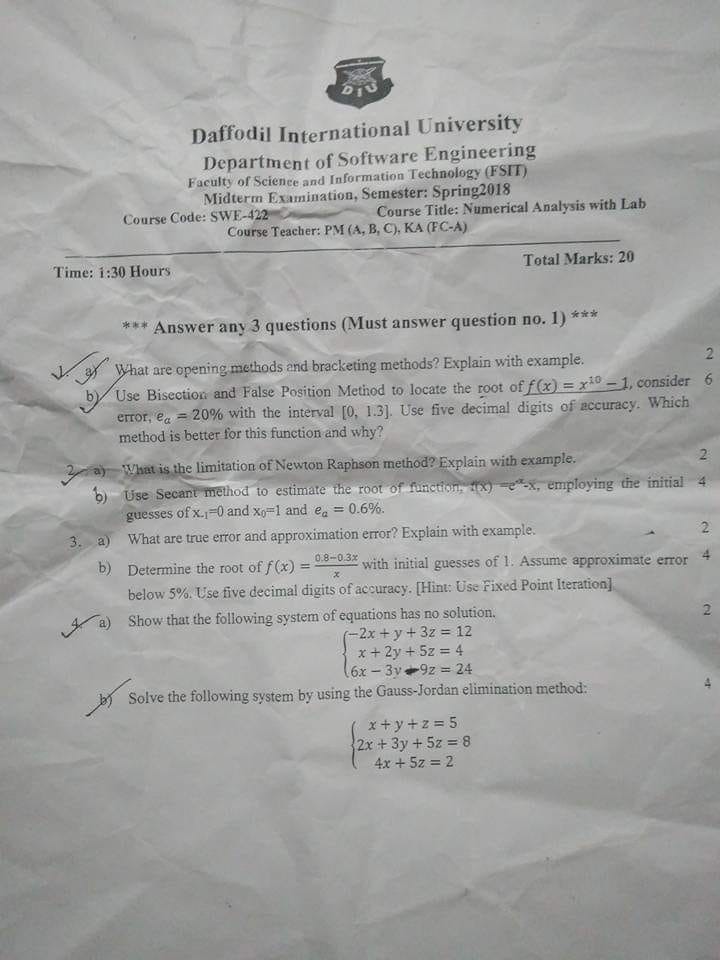 DIU
Daffodil International University
Department of Software Engineering
Faculty of Science and Information Technology (FSIT)
Midterm Examination, Semester: Spring2018
Course Code: SWE-422 Course Title: Numerical Analysis with Lab
Course Teacher: PM (A, B, C), KA (FC-A)
Time: 1:30 Hours Total Marks: 20
*** Answer any 3 questions (Must answer question no. 1) ***
1. a) What are opening methods and bracketing methods? Explain with example. 2
b) Use Bisection and False Position Method to locate the root of f(x) = x¹⁰ − 1, consider 6
error, eₐ = 20% with the interval [0, 1.3]. Use five decimal digits of accuracy. Which
method is better for this function and why?
2. a) What is the limitation of Newton Raphson method? Explain with example. 2
b) Use Secant method to estimate the root of function, f(x) =e⁻ˣ-x, employing the initial 4
guesses of x₋₁=0 and x₀=1 and eₐ = 0.6%.
3. a) What are true error and approximation error? Explain with example. 2
b) Determine the root of f(x) = (0.8−0.3x)/x with initial guesses of 1. Assume approximate error 4
below 5%. Use five decimal digits of accuracy. [Hint: Use Fixed Point Iteration]
4. a) Show that the following system of equations has no solution. 2
−2x + y + 3z = 12
x + 2y + 5z = 4
6x − 3y − 9z = 24
b) Solve the following system by using the Gauss-Jordan elimination method: 4
x + y + z = 5
2x + 3y + 5z = 8
4x + 5z = 2